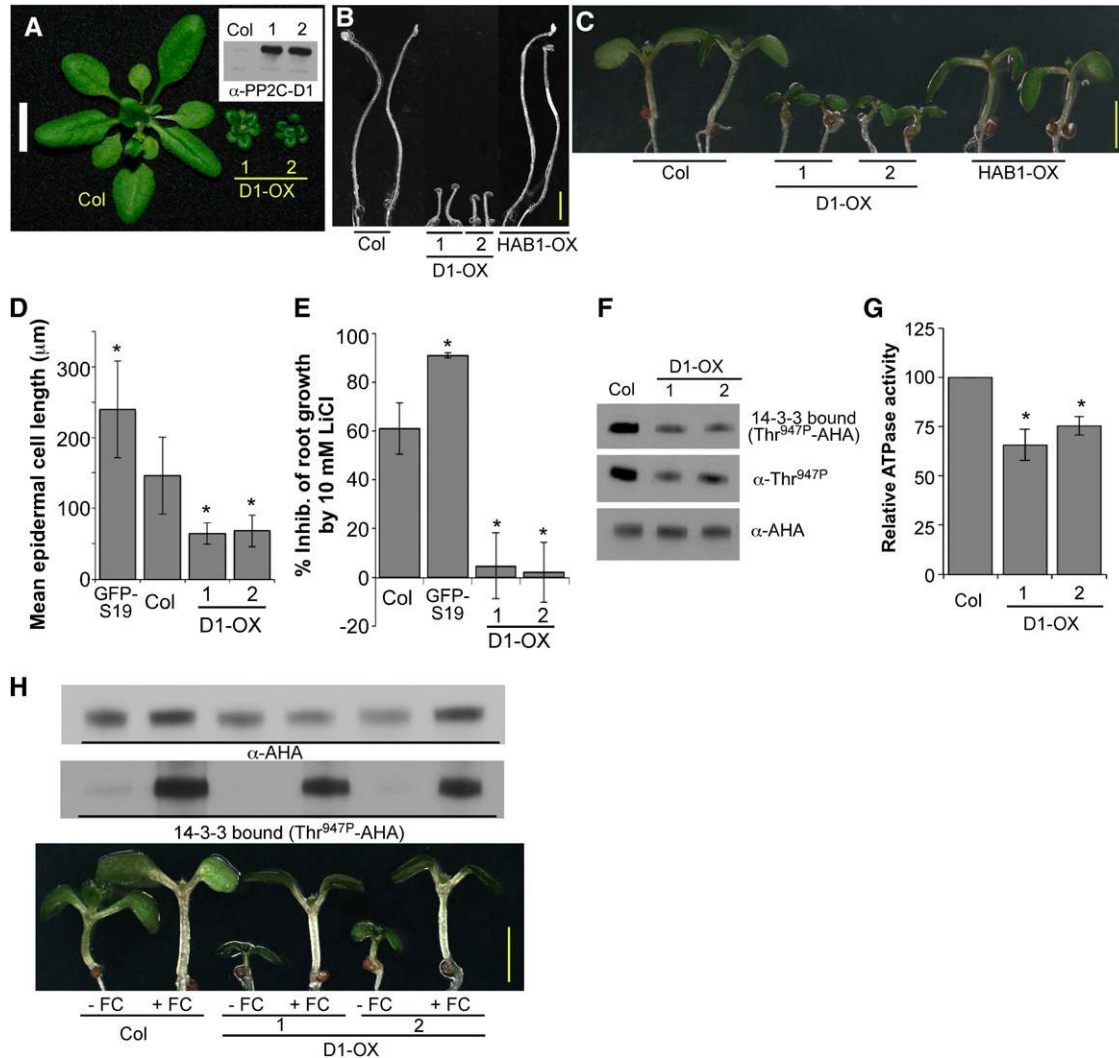 A
Col 1 2
α-PP2C-D1
Col
1 2
D1-OX
B
Col
1 2
D1-OX
HAB1-OX
C
Col
1 2
D1-OX
HAB1-OX
D
Mean epidermal cell length (μm)
300
200
100
0
*
*
*
GFP-
S19
Col
1 2
D1-OX
E
% Inhib. of root growth
by 10 mM LiCl
100
80
60
40
20
0
-20
*
*
*
Col
GFP-
S19
1 2
D1-OX
F
D1-OX
Col 1 2
14-3-3 bound
(Thr947P-AHA)
α-Thr947P
α-AHA
G
Relative ATPase activity
125
100
75
50
25
0
*
*
Col
1 2
D1-OX
H
α-AHA
14-3-3 bound (Thr947P-AHA)
- FC + FC - FC + FC - FC + FC
Col 1 2
D1-OX